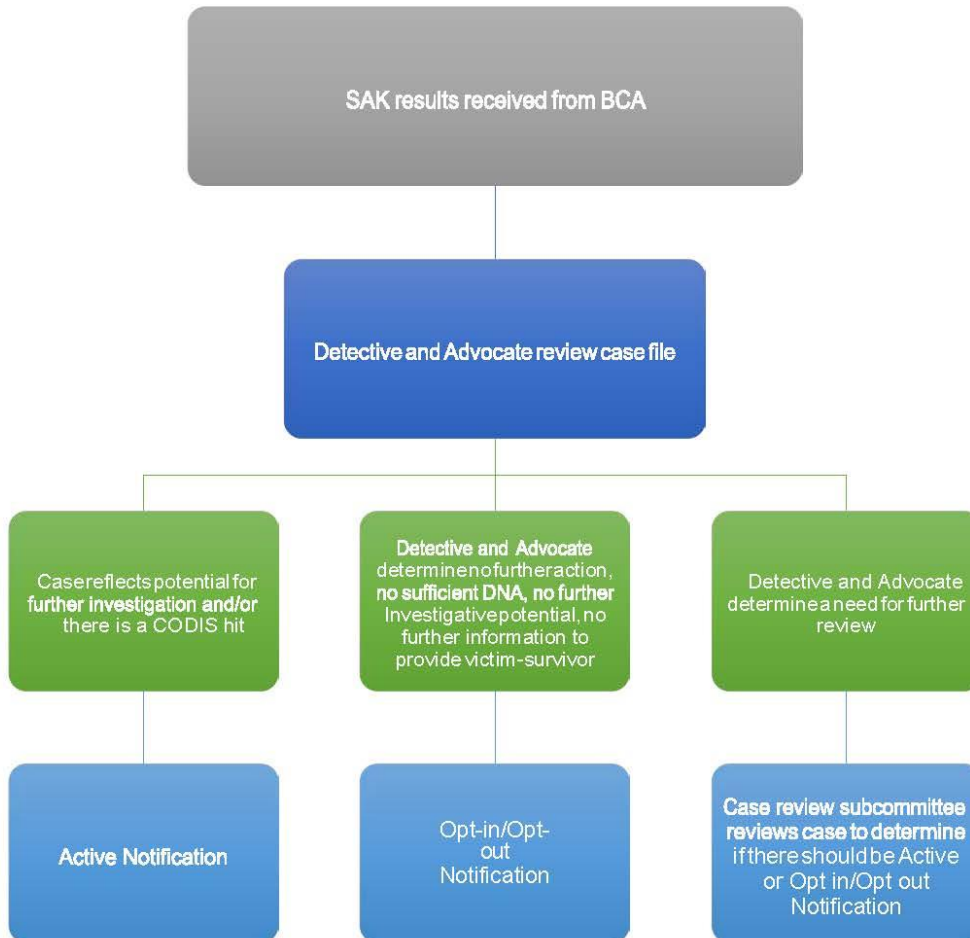 SAK results received from BCA
Detective and Advocate review case file
Case reflects potential for
further investigation and/or
there is a CODIS hit
Detective and Advocate
determine no further action,
no sufficient DNA, no further
Investigative potential, no
further information to
provide victim-survivor
Detective and Advocate
determine a need for further
review
Active Notification
Opt-in/Opt-
out
Notification
Case review subcommittee
reviews case to determine
if there should be Active
or Opt in/Opt out
Notification